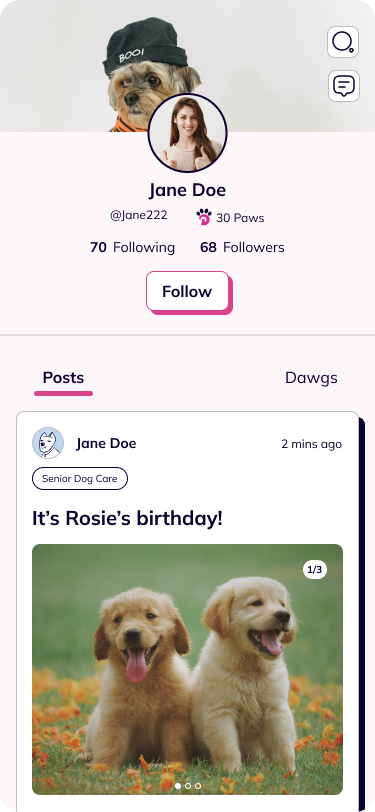 BOO!
Jane Doe
@Jane222 30 Paws
70 Following 68 Followers
Follow
Posts Dawgs
Jane Doe 2 mins ago
Senior Dog Care
It’s Rosie’s birthday!
1/3